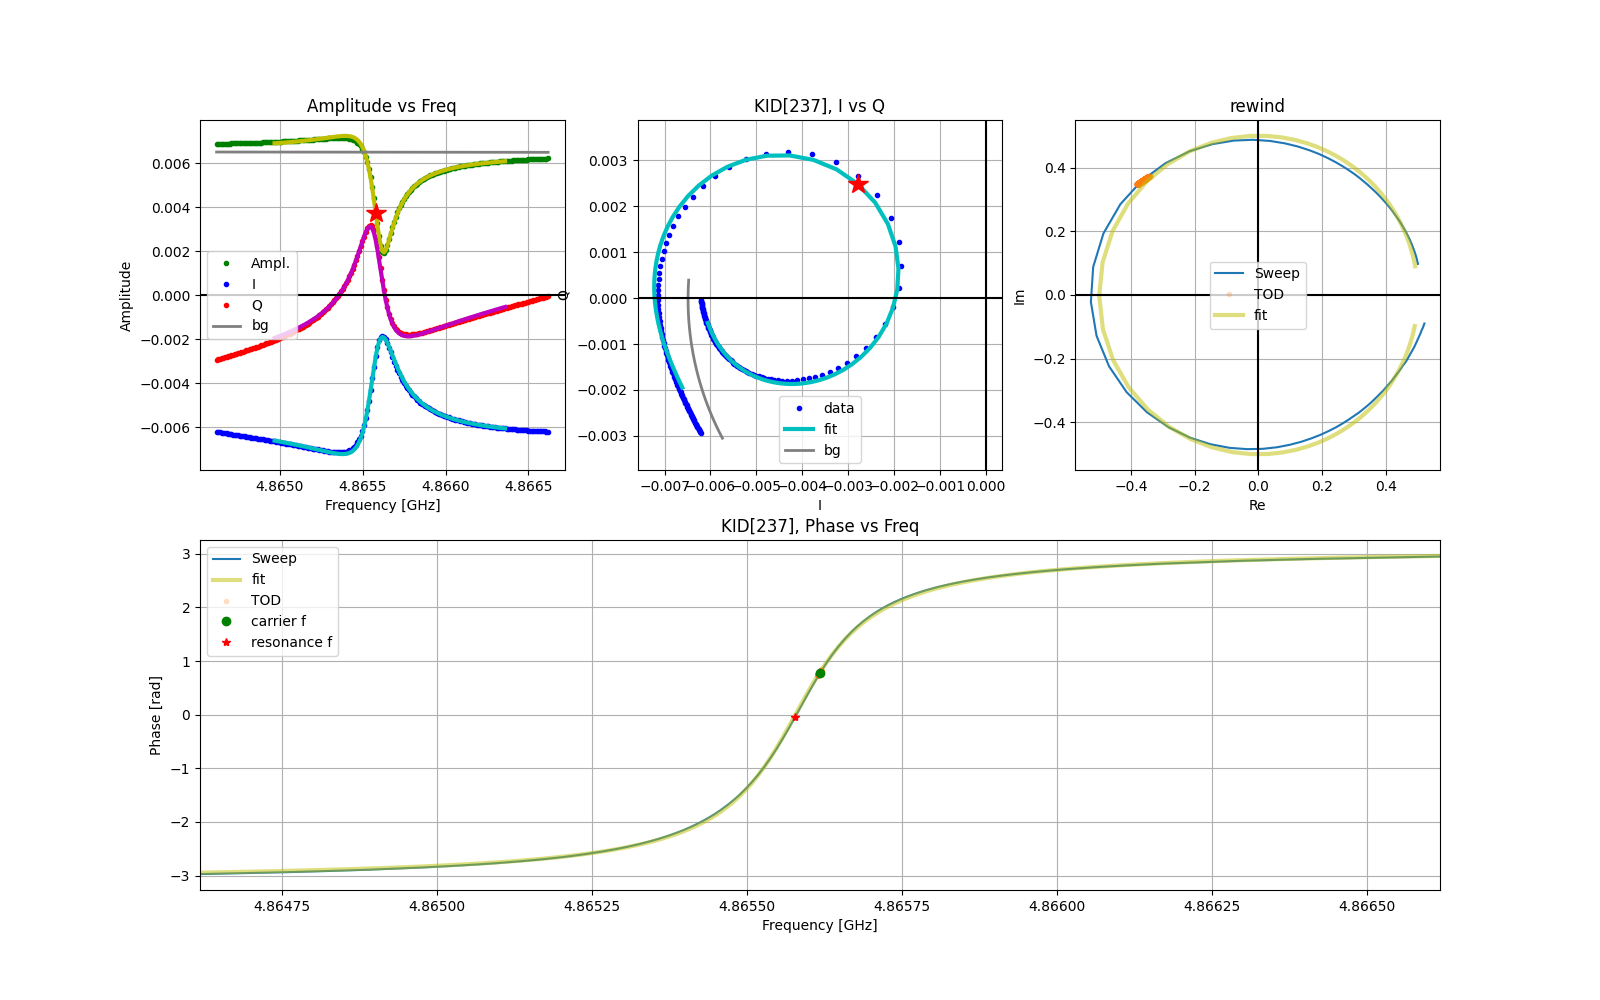 Amplitude vs Freq
Amplitude
0.006
0.004
0.002
0.000
−0.002
−0.004
−0.006
Ampl.
I
Q
bg
4.8650
4.8655
4.8660
4.8665
Frequency [GHz]
KID[237], I vs Q
Q
0.003
0.002
0.001
0.000
−0.001
−0.002
−0.003
data
fit
bg
−0.007
−0.006
−0.005
−0.004
−0.003
−0.002
−0.001
0.000
I
rewind
Im
0.4
0.2
0.0
−0.2
−0.4
Sweep
TOD
fit
−0.4
−0.2
0.0
0.2
0.4
Re
KID[237], Phase vs Freq
Phase [rad]
3
2
1
0
−1
−2
−3
Sweep
fit
TOD
carrier f
resonance f
4.86475
4.86500
4.86525
4.86550
4.86575
4.86600
4.86625
4.86650
Frequency [GHz]